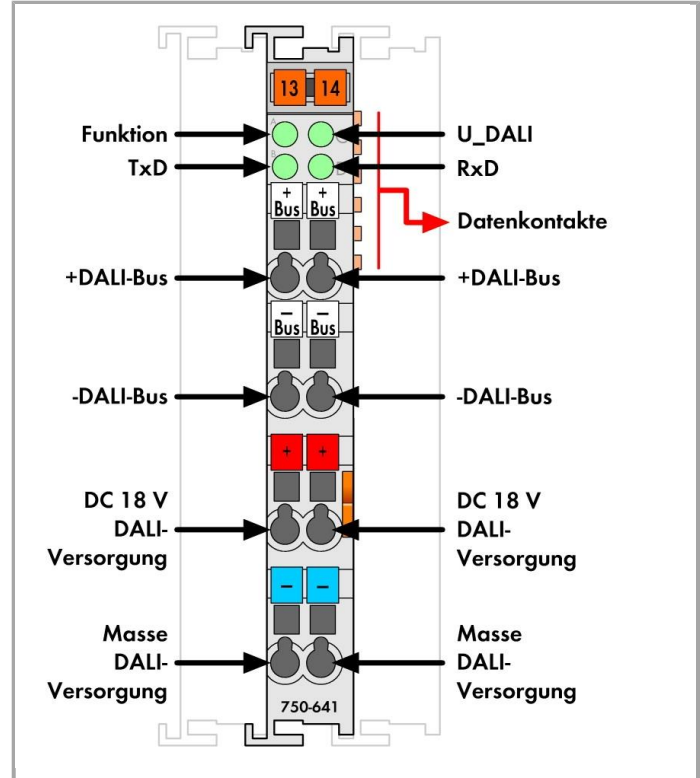 13 14
A C
Funktion U_DALI
B D
TxD RxD
+ +
Bus Bus
Datenkontakte
+DALI-Bus +DALI-Bus
– –
Bus Bus
-DALI-Bus -DALI-Bus
+ +
DC 18 V DC 18 V
DALI- DALI-
Versorgung Versorgung
– –
Masse Masse
DALI- DALI-
Versorgung Versorgung
750-641